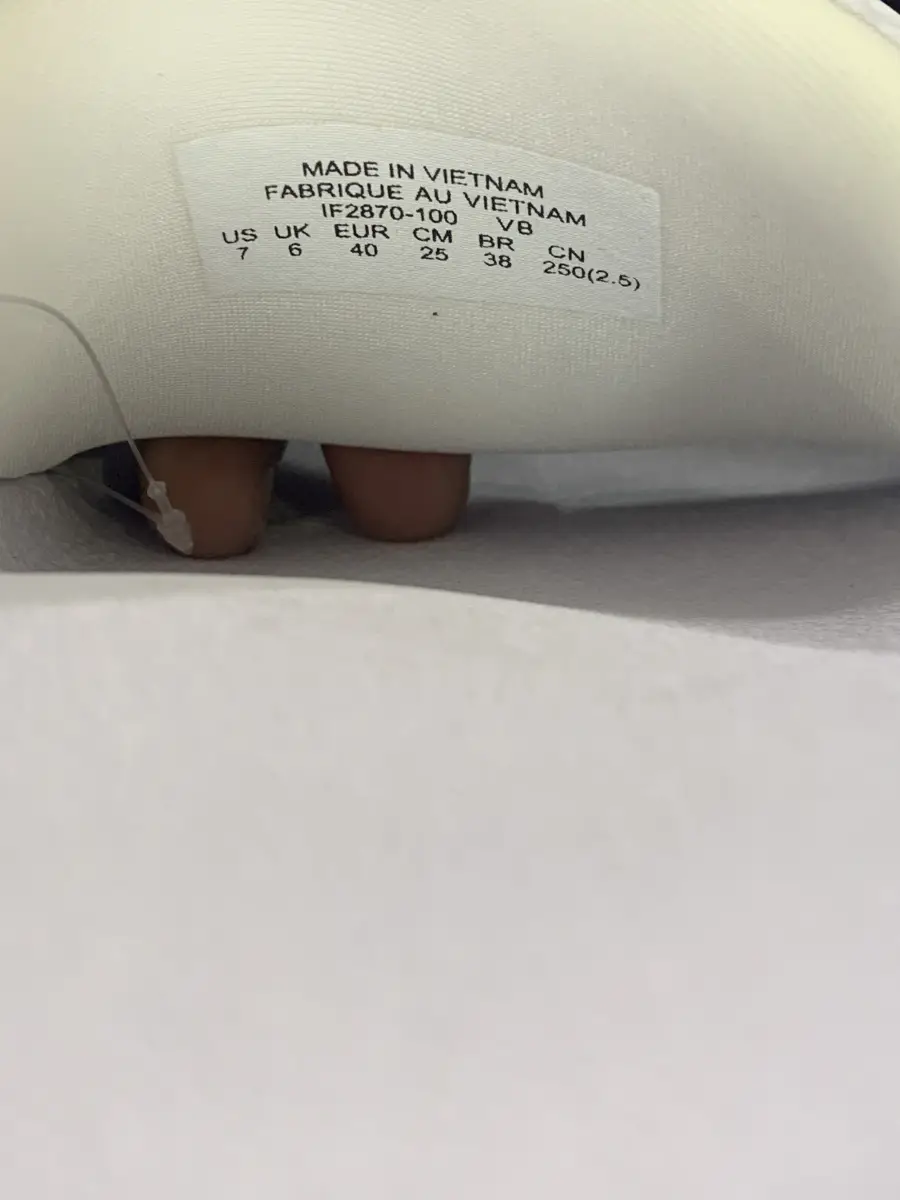 MADE IN VIETNAM
FABRIQUE AU VIETNAM
IF2870-100 VB
US UK EUR CM BR CN
7 6 40 25 38 250(2.5)